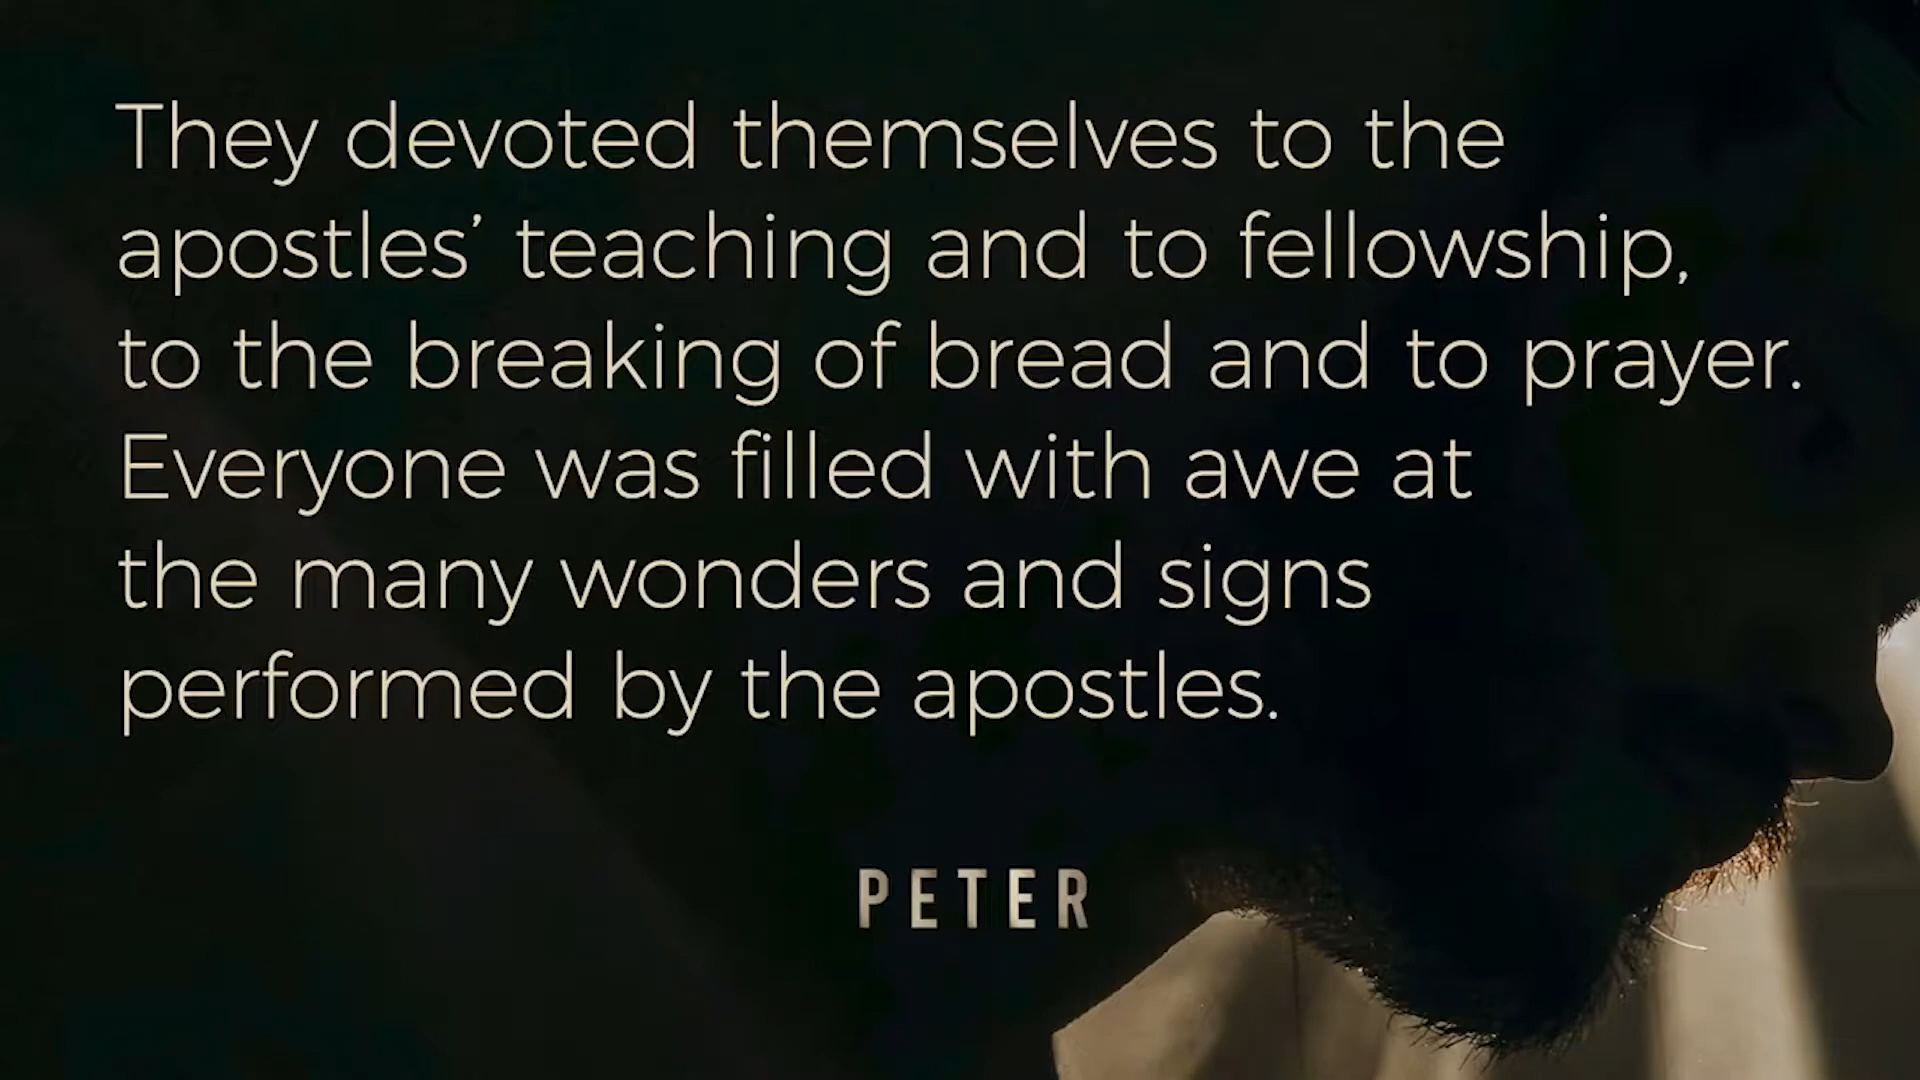 They devoted themselves to the
apostles’ teaching and to fellowship,
to the breaking of bread and to prayer.
Everyone was filled with awe at
the many wonders and signs
performed by the apostles.
PETER